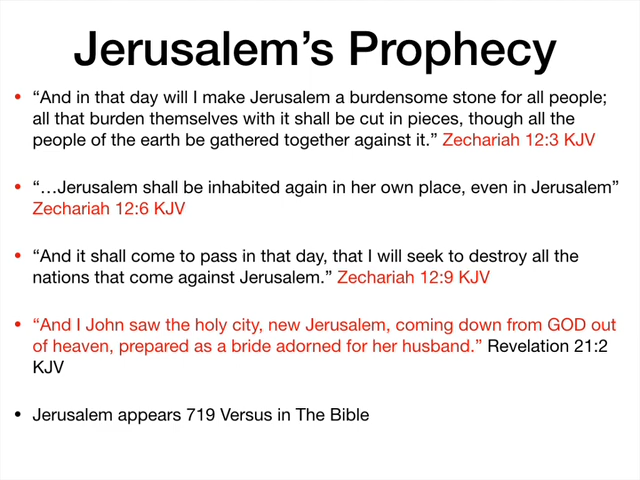 Jerusalem’s Prophecy
• “And in that day will I make Jerusalem a burdensome stone for all people;
all that burden themselves with it shall be cut in pieces, though all the
people of the earth be gathered together against it.” Zechariah 12:3 KJV
• “…Jerusalem shall be inhabited again in her own place, even in Jerusalem”
Zechariah 12:6 KJV
• “And it shall come to pass in that day, that I will seek to destroy all the
nations that come against Jerusalem.” Zechariah 12:9 KJV
• “And I John saw the holy city, new Jerusalem, coming down from GOD out
of heaven, prepared as a bride adorned for her husband.” Revelation 21:2
KJV
• Jerusalem appears 719 Versus in The Bible